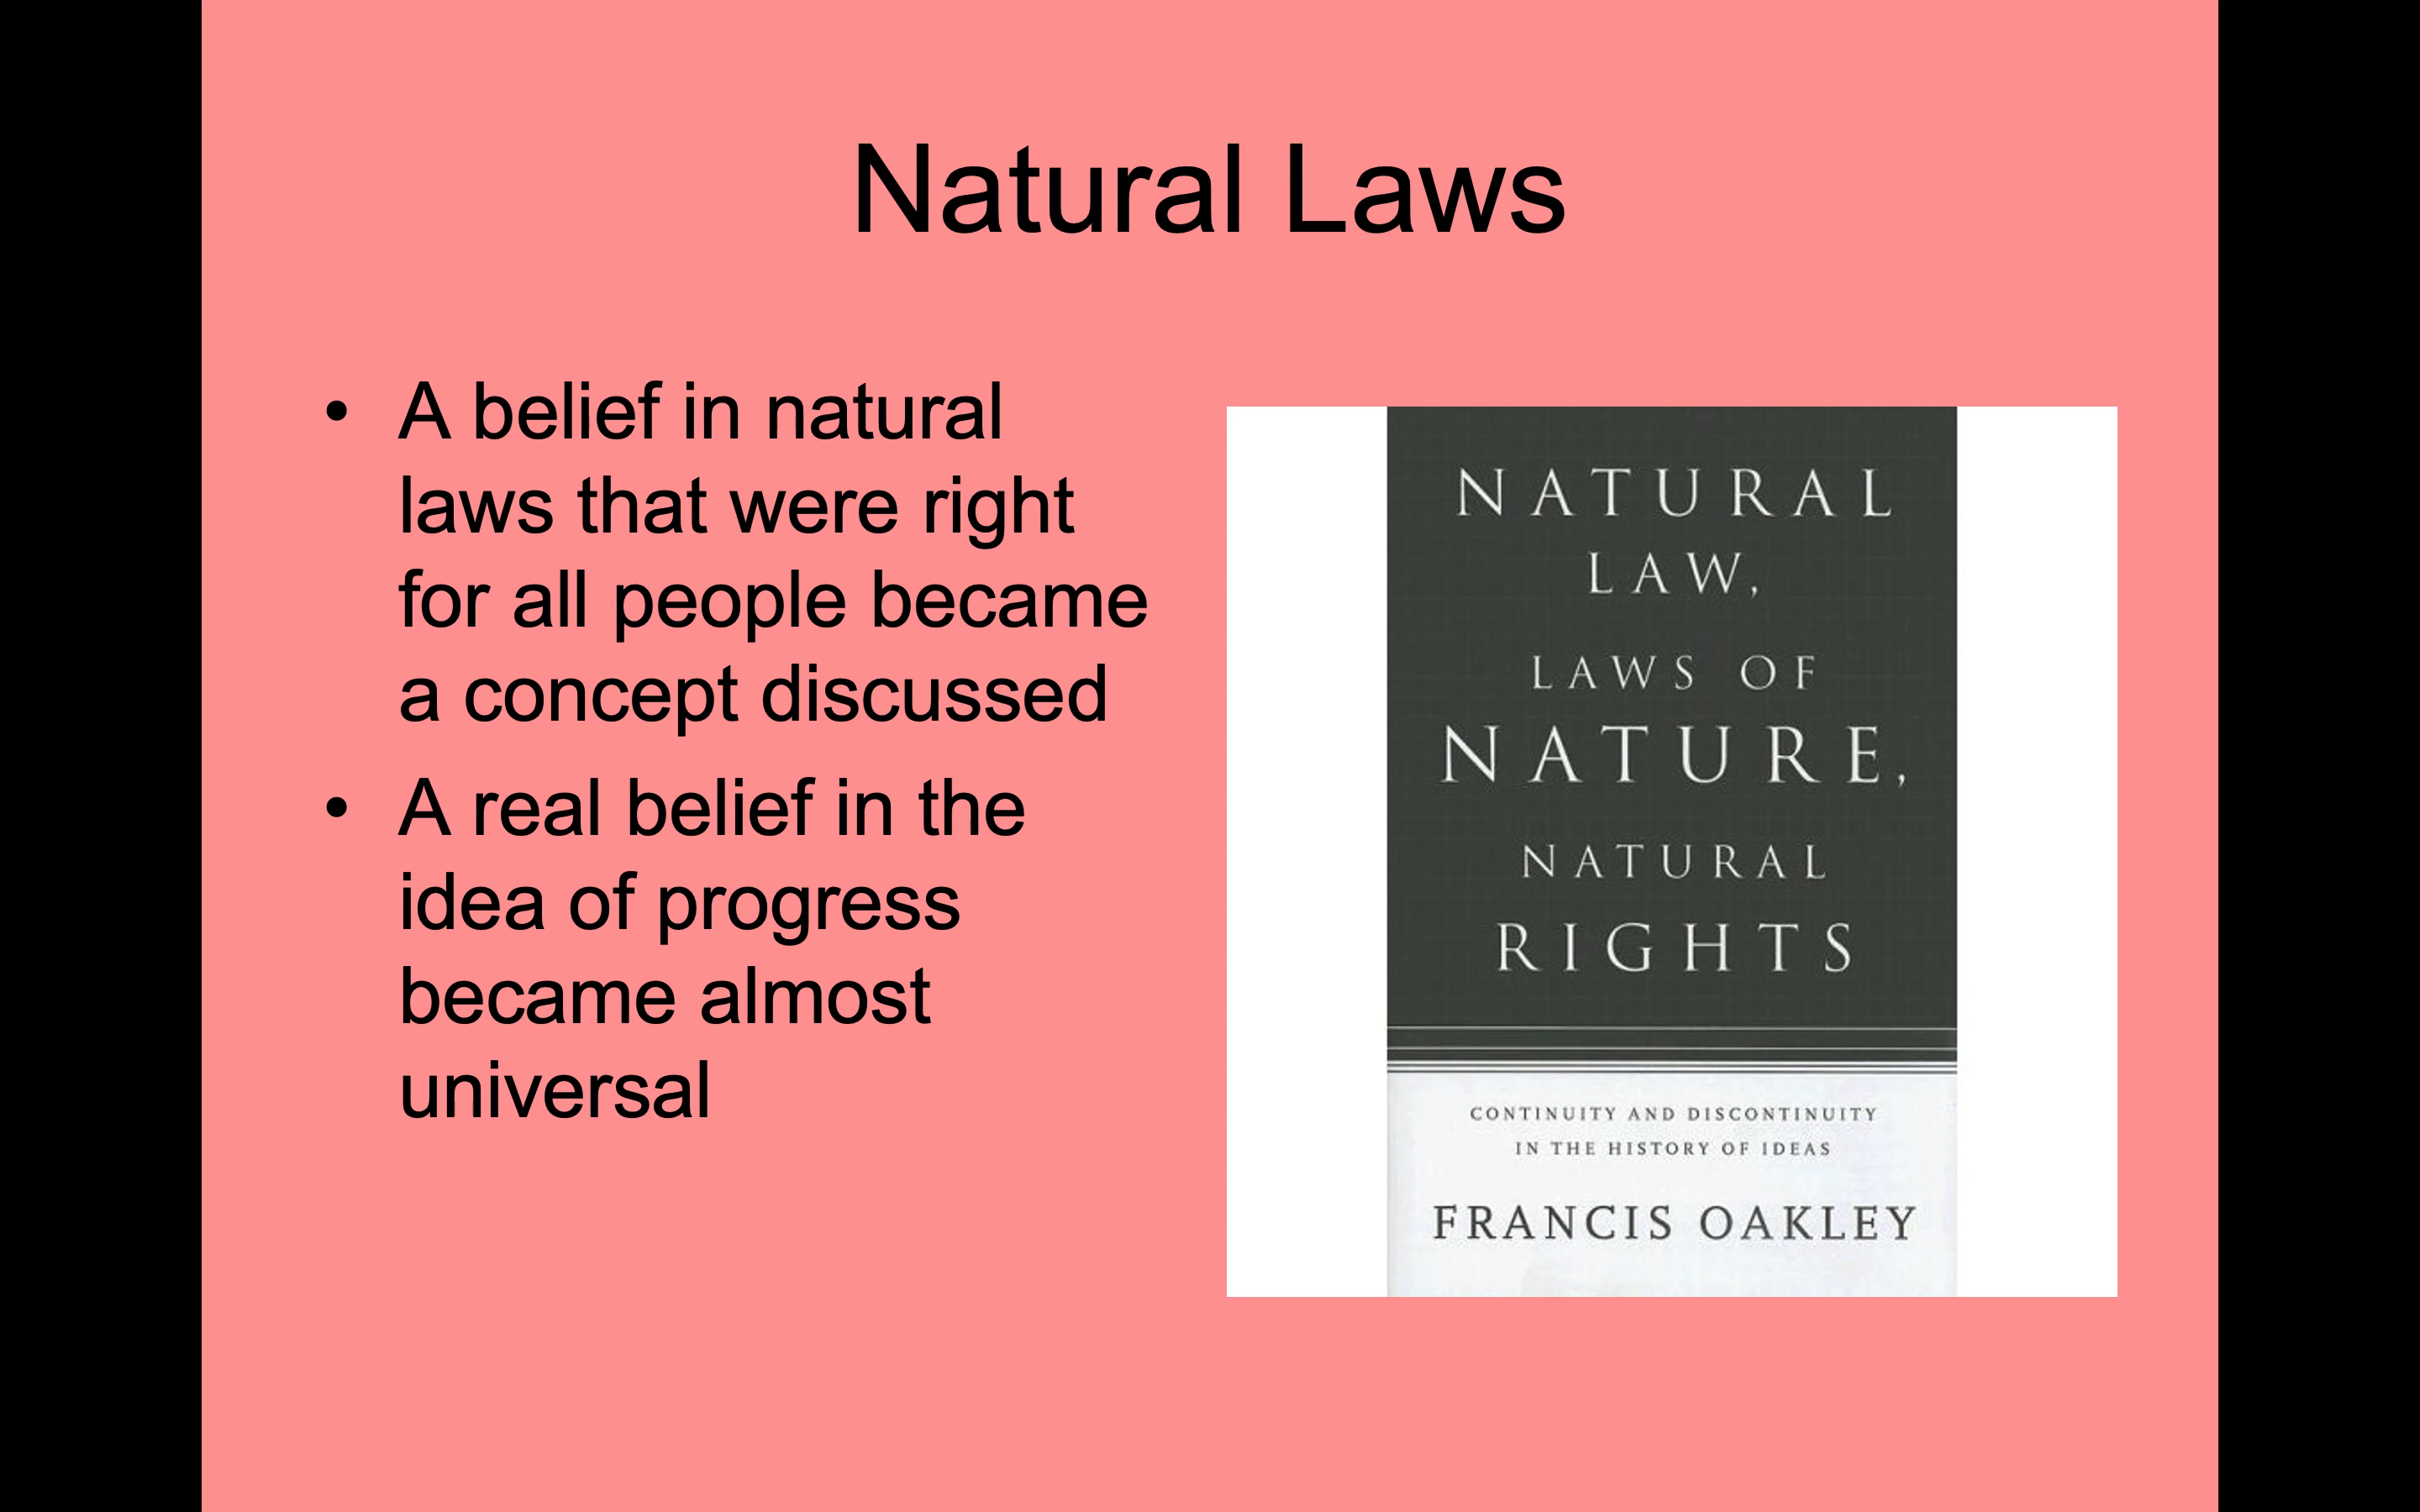 Natural Laws
• A belief in natural
laws that were right
for all people became
a concept discussed
• A real belief in the
idea of progress
became almost
universal
NATURAL
LAW,
LAWS OF
NATURE,
NATURAL
RIGHTS
CONTINUITY AND DISCONTINUITY
IN THE HISTORY OF IDEAS
FRANCIS OAKLEY